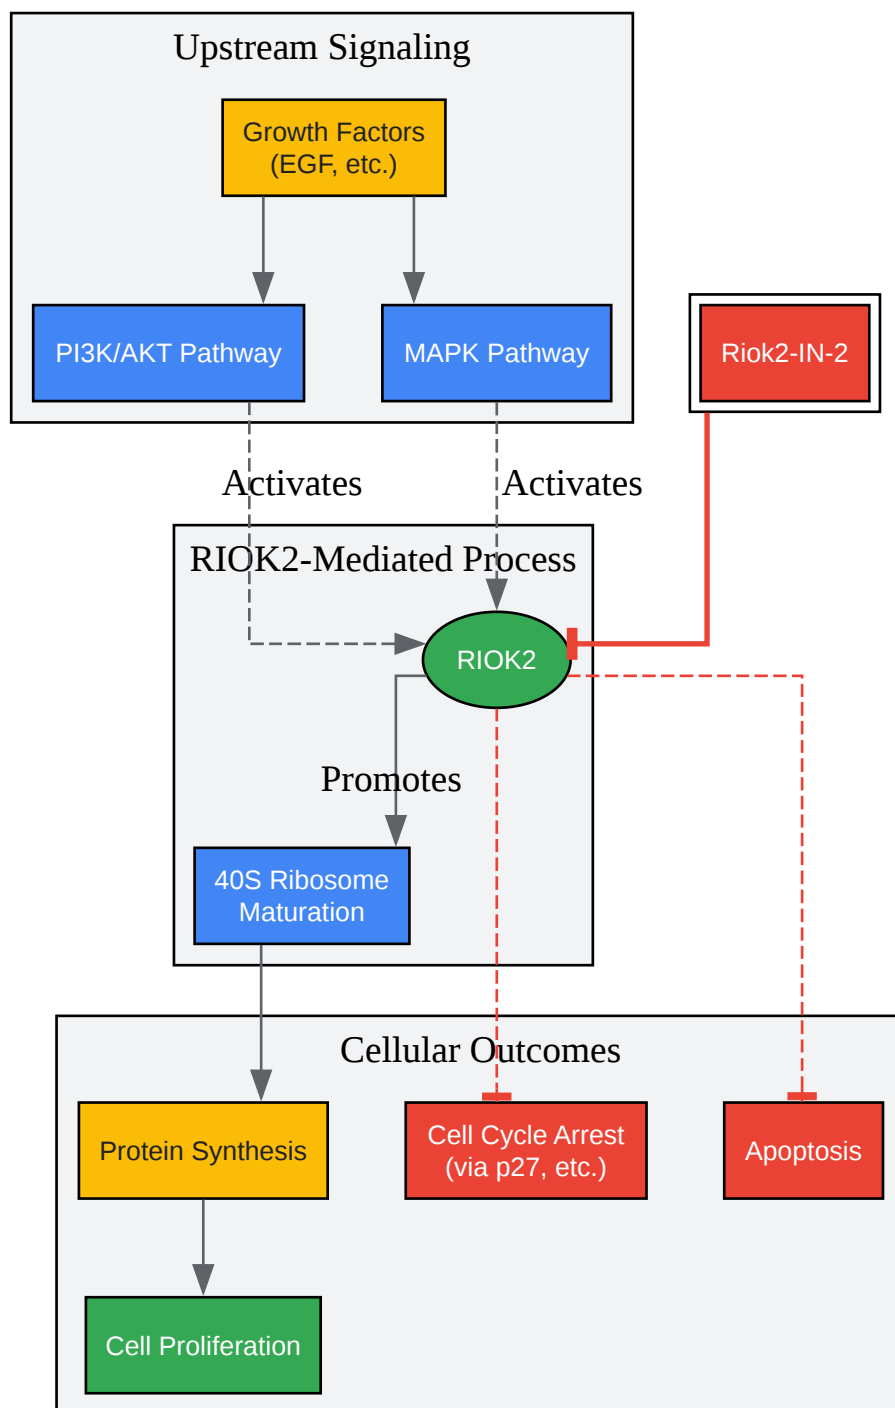 Upstream Signaling
Growth Factors
(EGF, etc.)
PI3K/AKT Pathway
MAPK Pathway
Riok2-IN-2
Activates
Activates
RIOK2-Mediated Process
RIOK2
Promotes
40S Ribosome
Maturation
Cellular Outcomes
Protein Synthesis
Cell Cycle Arrest
(via p27, etc.)
Apoptosis
Cell Proliferation